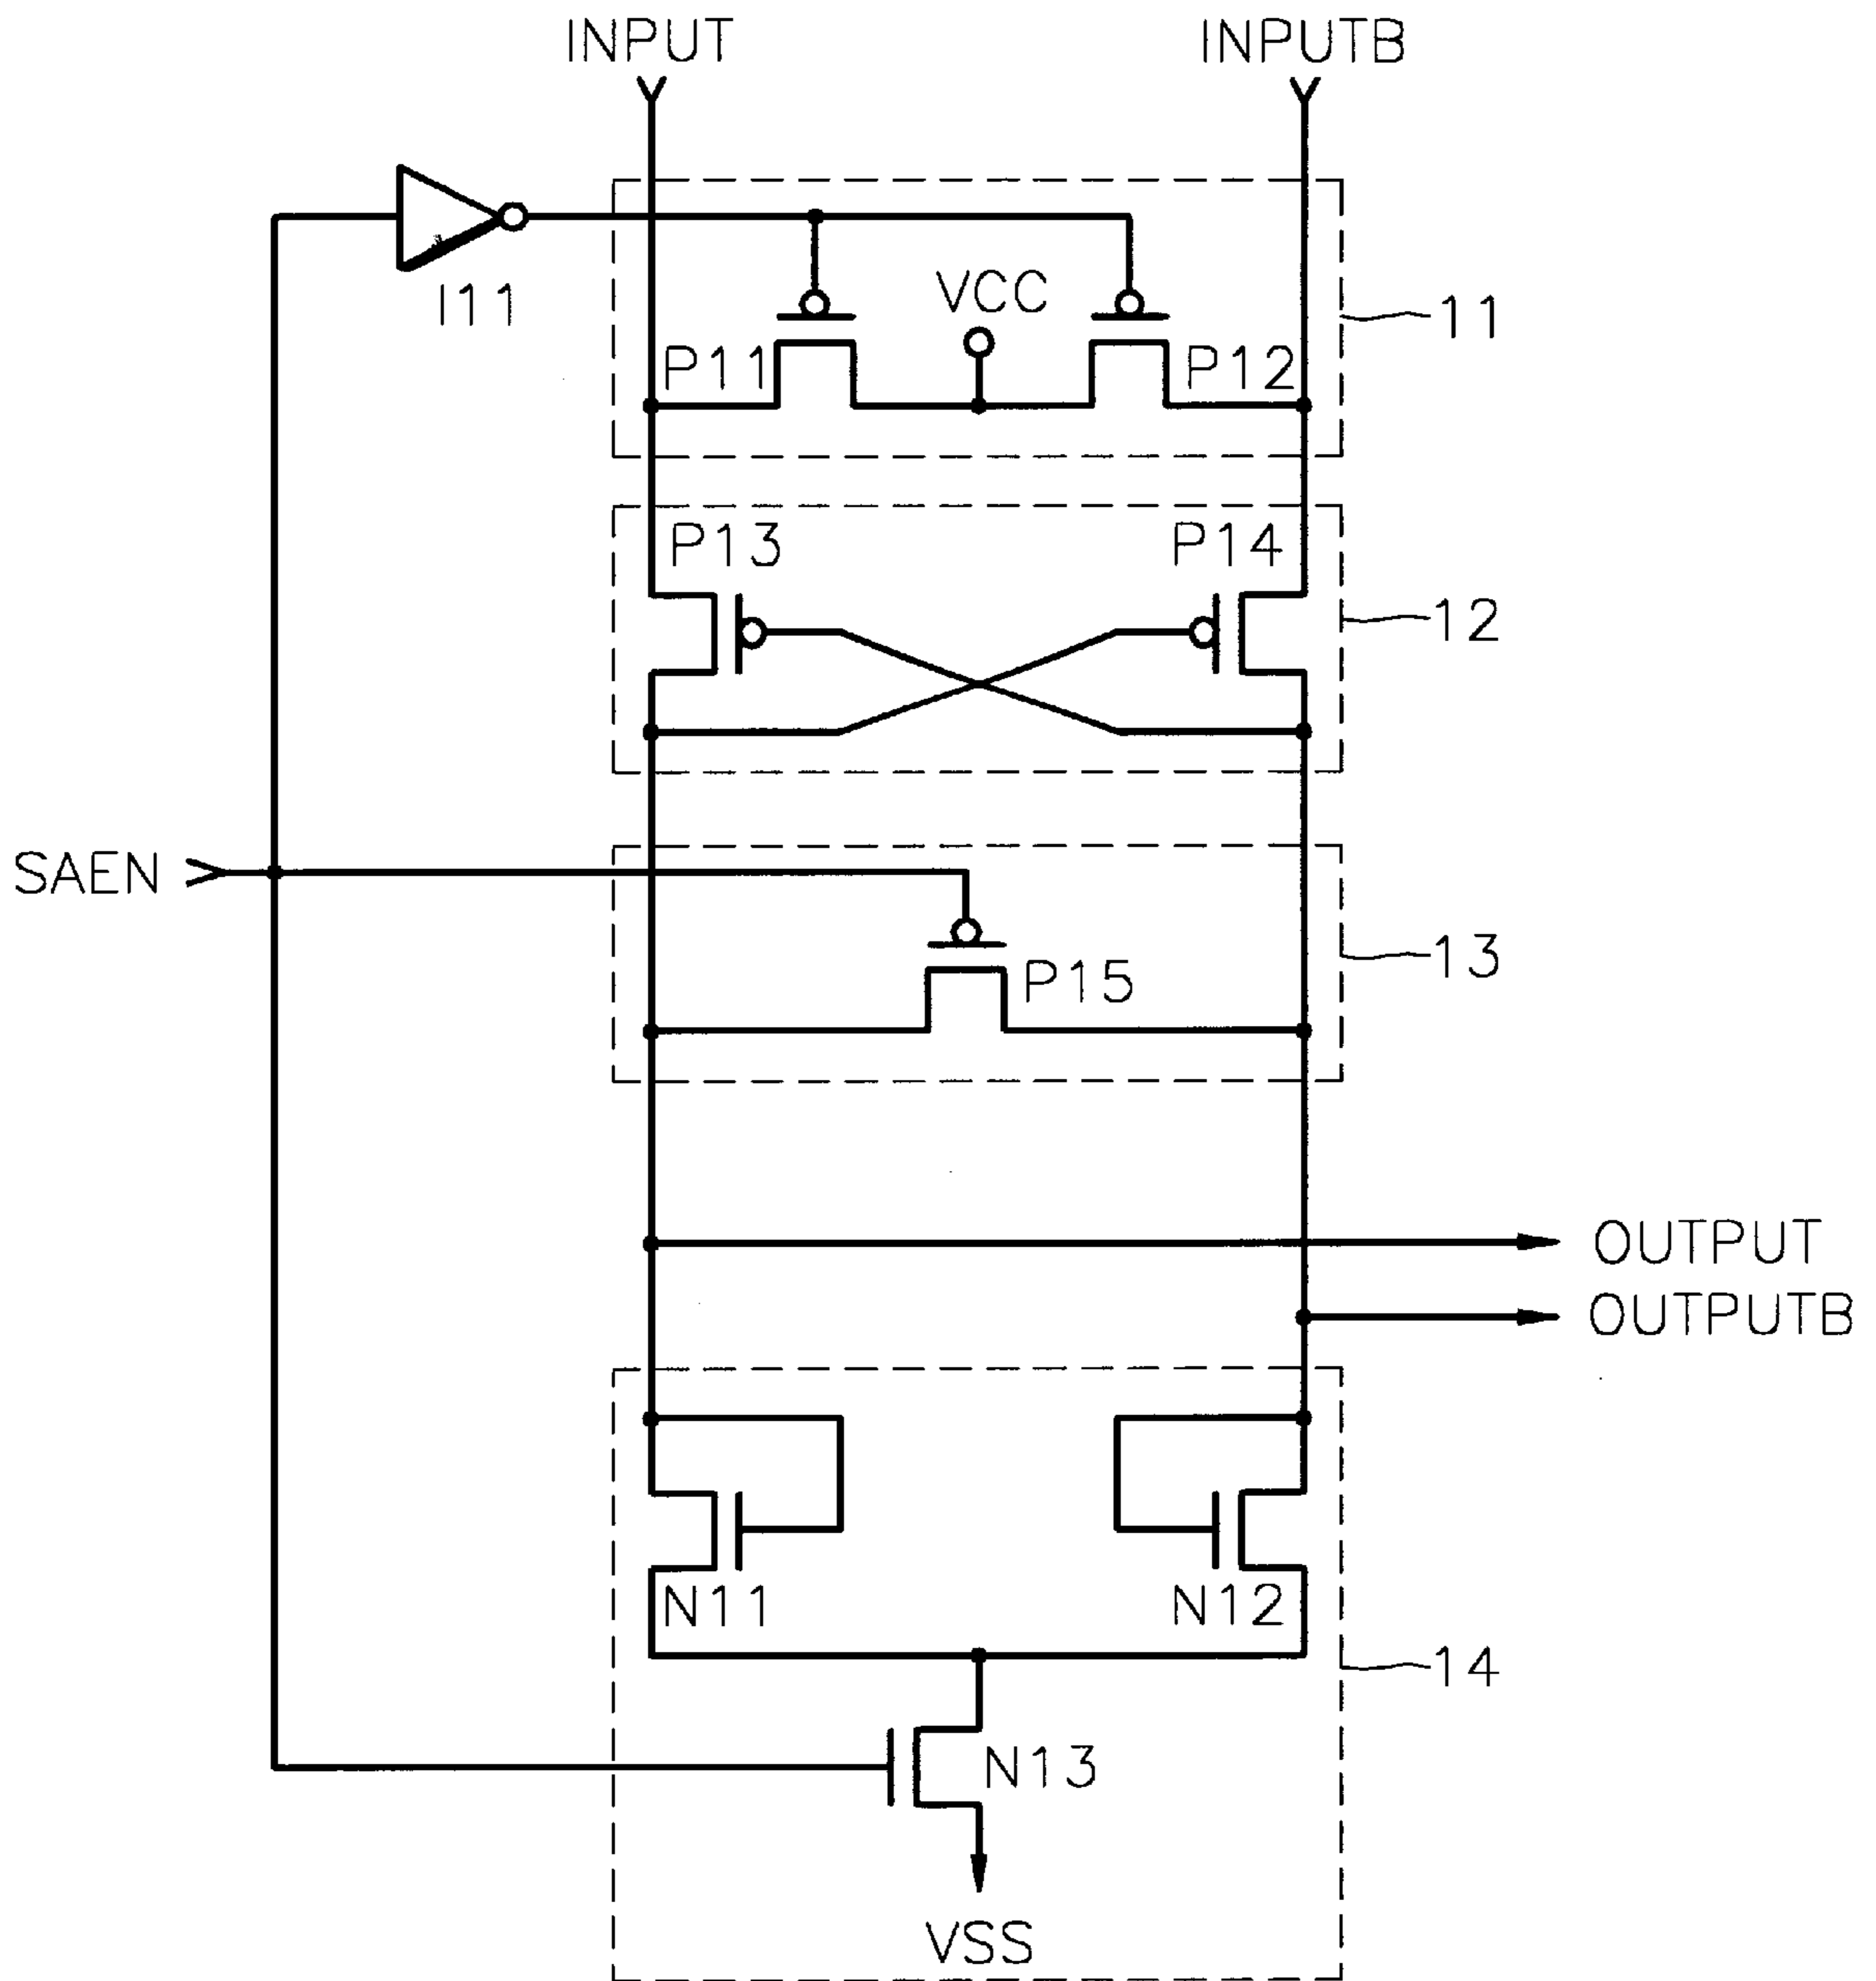 INPUT INPUTB
I11
VCC
P11 P12
11
P13 P14
12
SAEN
P15
13
OUTPUT
OUTPUTB
N11 N12
14
N13
VSS